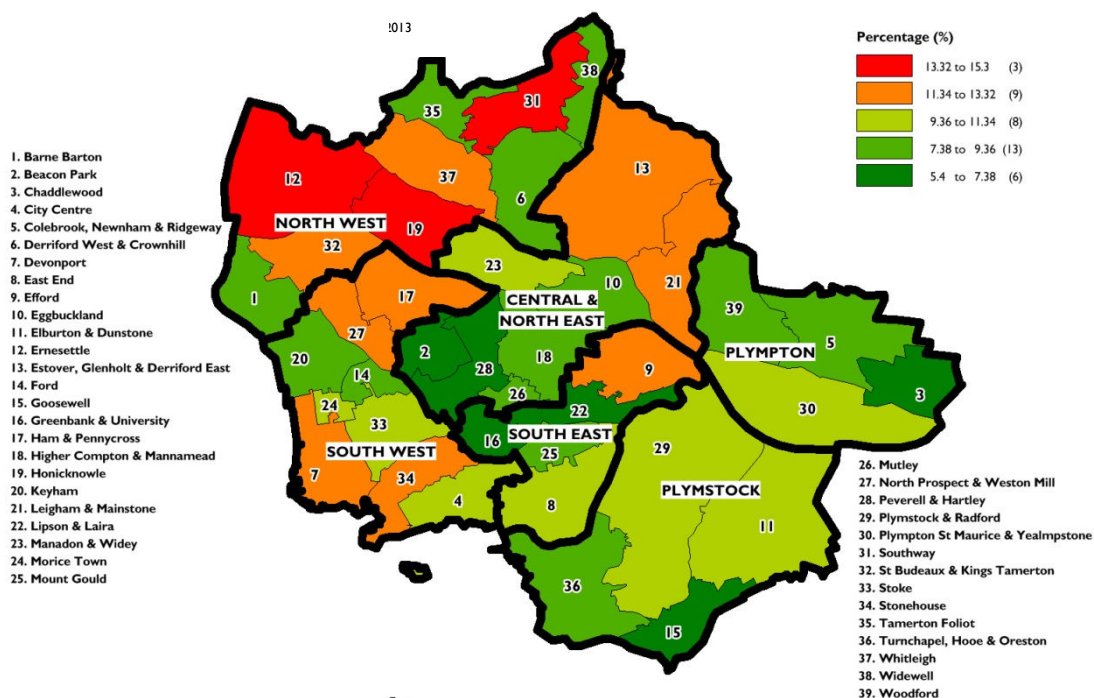 2013
Percentage (%)
13.32 to 15.3 (3)
11.34 to 13.32 (9)
9.36 to 11.34 (8)
7.38 to 9.36 (13)
5.4 to 7.38 (6)
1. Barne Barton
2. Beacon Park
3. Chaddlewood
4. City Centre
5. Colebrook, Newnham & Ridgeway
6. Derriford West & Crownhill
7. Devonport
8. East End
9. Efford
10. Eggbuckland
11. Elburton & Dunstone
12. Ernesettle
13. Estover, Glenholt & Derriford East
14. Ford
15. Goosewell
16. Greenbank & University
17. Ham & Pennycross
18. Higher Compton & Mannamead
19. Honicknowle
20. Keyham
21. Leigham & Mainstone
22. Lipson & Laira
23. Manadon & Widey
24. Morice Town
25. Mount Gould
38
31
35
13
12
37
6
19
NORTH WEST
32
23
21
10
1
17
CENTRAL &
NORTH EAST
39
27
5
PLYMPTON
2
18
20
28
9
14
3
26
24
22
30
33
16
SOUTH EAST
29
SOUTH WEST
25
7
34
PLYMSTOCK
4
8
11
36
15
26. Mutley
27. North Prospect & Weston Mill
28. Peverell & Hartley
29. Plymstock & Radford
30. Plympton St Maurice & Yealmpstone
31. Southway
32. St Budeaux & Kings Tamerton
33. Stoke
34. Stonehouse
35. Tamerton Foliot
36. Turnchapel, Hooe & Oreston
37. Whitleigh
38. Widewell
39. Woodford